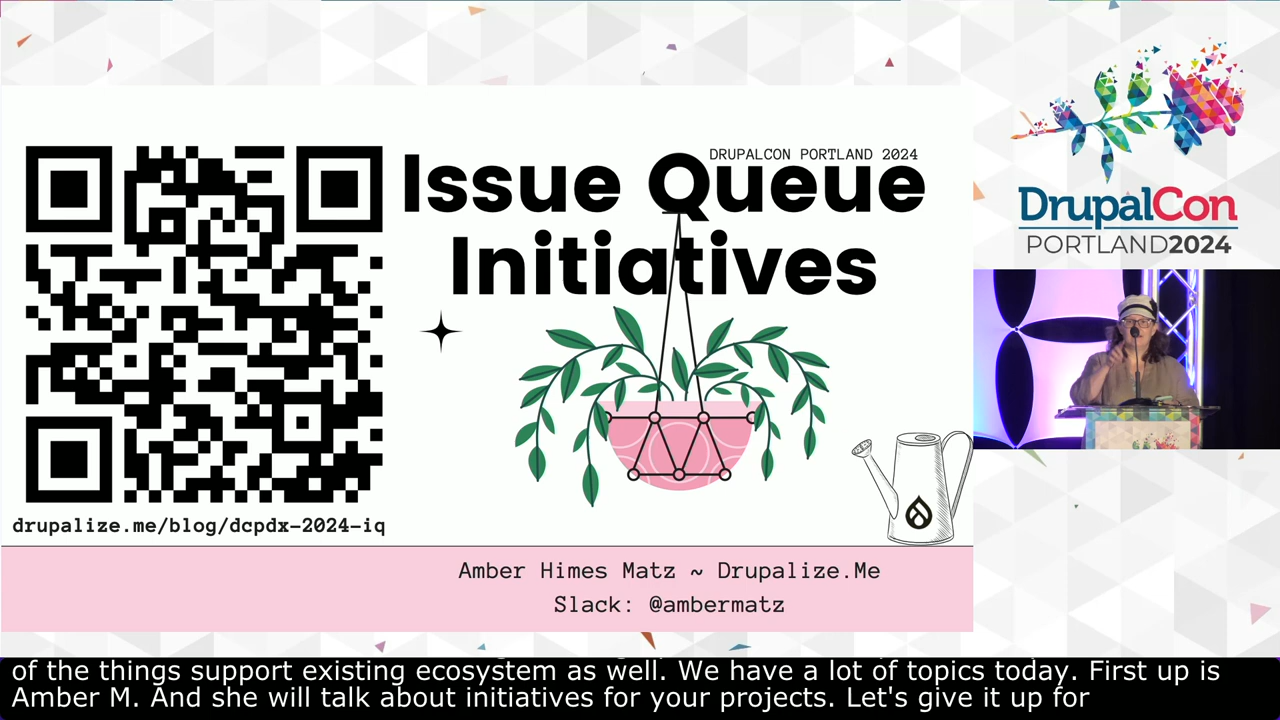 DRUPALCON PORTLAND 2024
Issue Queue
Initiatives
drupalize.me/blog/dcpdx-2024-iq
Amber Himes Matz ~ Drupalize.Me
Slack: @ambermatz
DrupalCon
PORTLAND2024
of the things support existing ecosystem as well. We have a lot of topics today. First up is
Amber M. And she will talk about initiatives for your projects. Let's give it up for